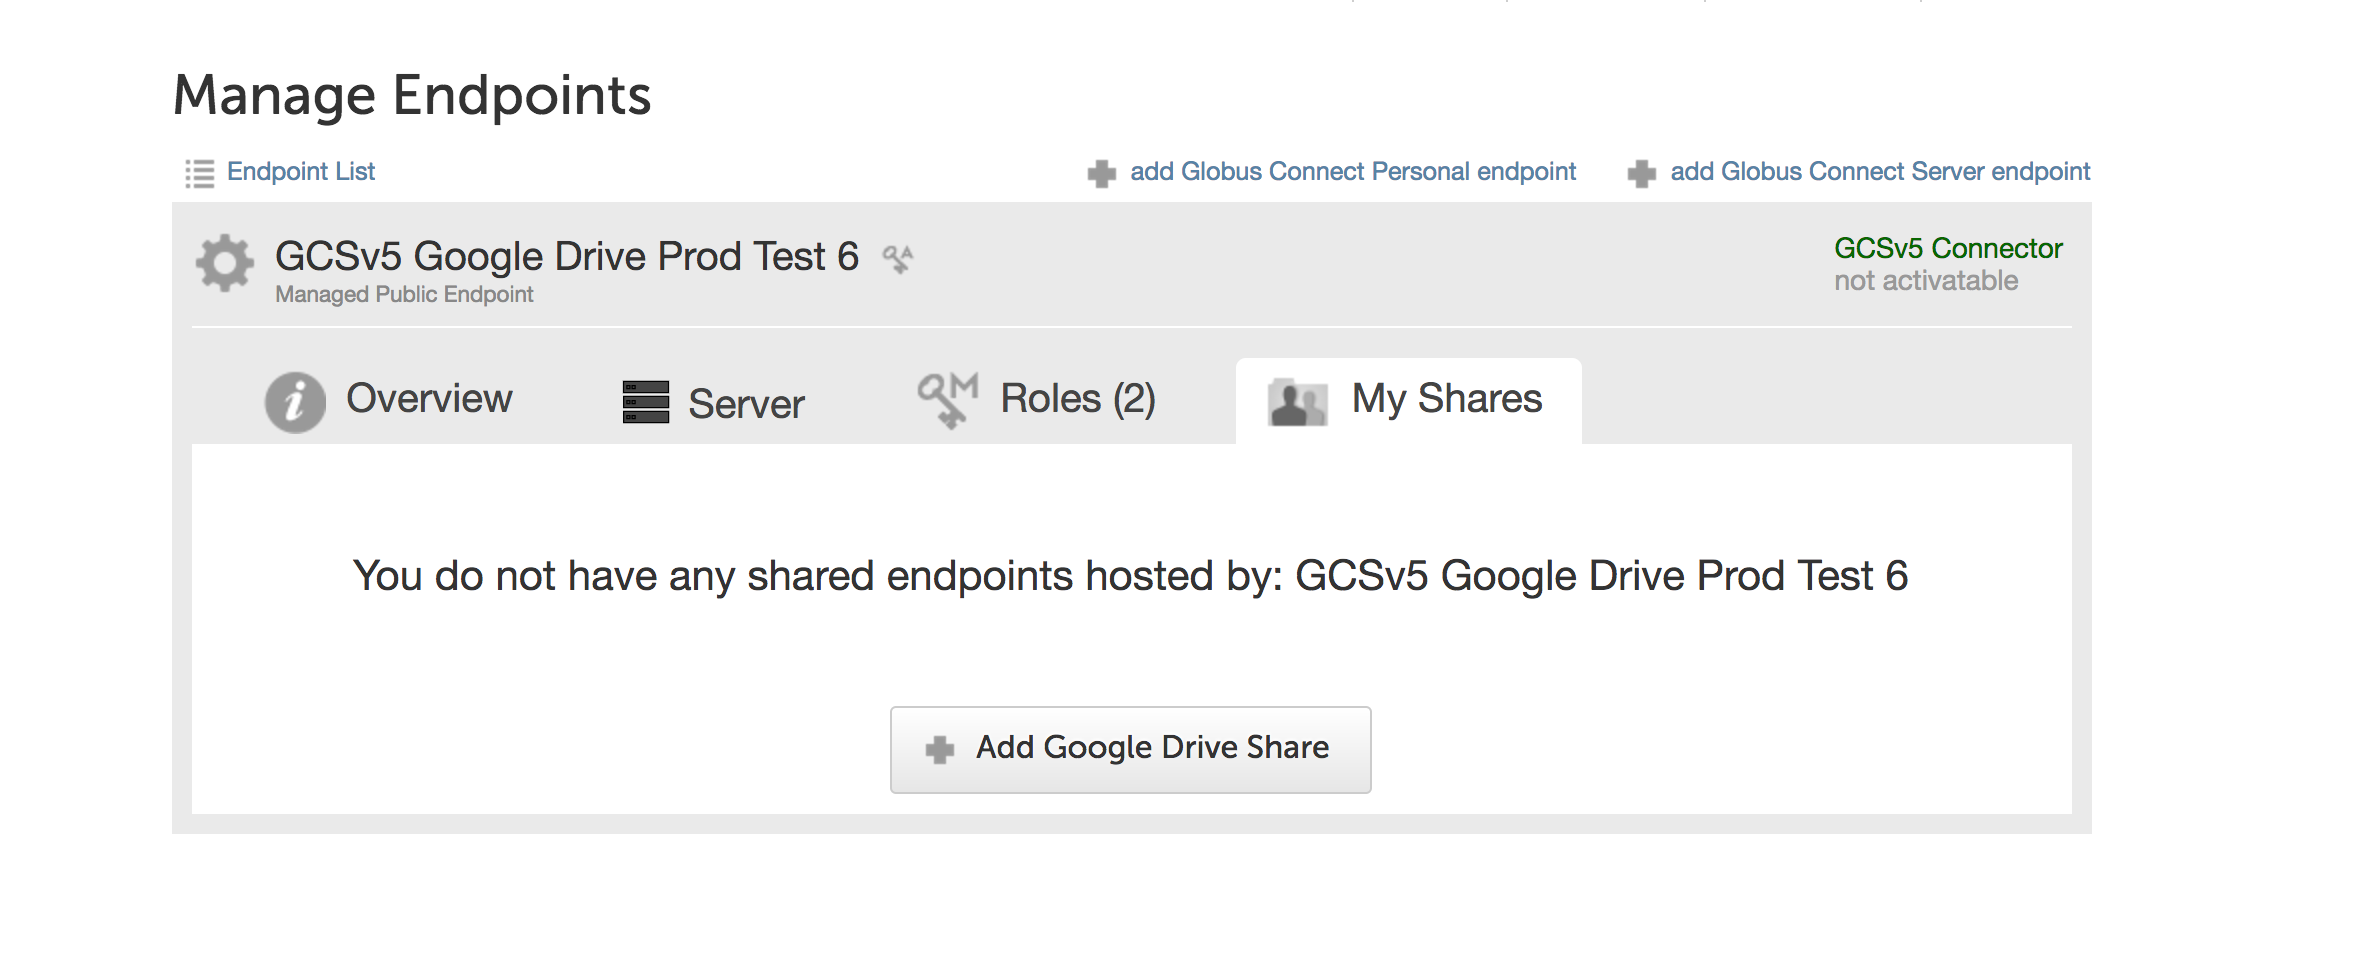 Manage Endpoints
Endpoint List
add Globus Connect Personal endpoint
add Globus Connect Server endpoint
GCSv5 Google Drive Prod Test 6
A
GCSv5 Connector
Managed Public Endpoint
not activatable
i Overview
Server
M Roles (2)
My Shares
You do not have any shared endpoints hosted by: GCSv5 Google Drive Prod Test 6
Add Google Drive Share